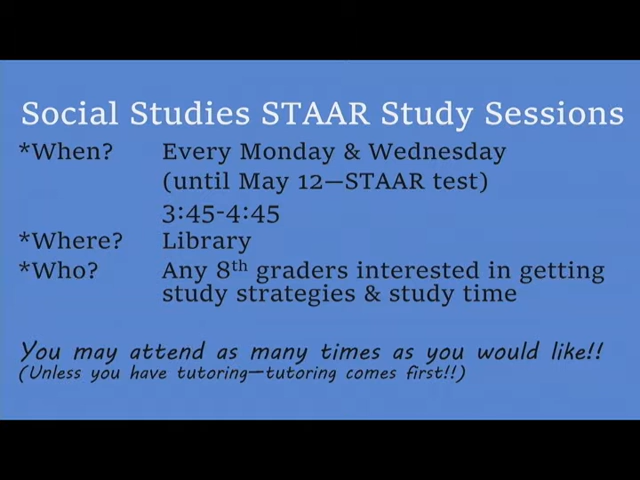 Social Studies STAAR Study Sessions
*When? Every Monday & Wednesday
(until May 12—STAAR test)
3:45-4:45
*Where? Library
*Who? Any 8th graders interested in getting
study strategies & study time
You may attend as many times as you would like!!
(Unless you have tutoring—tutoring comes first!!)